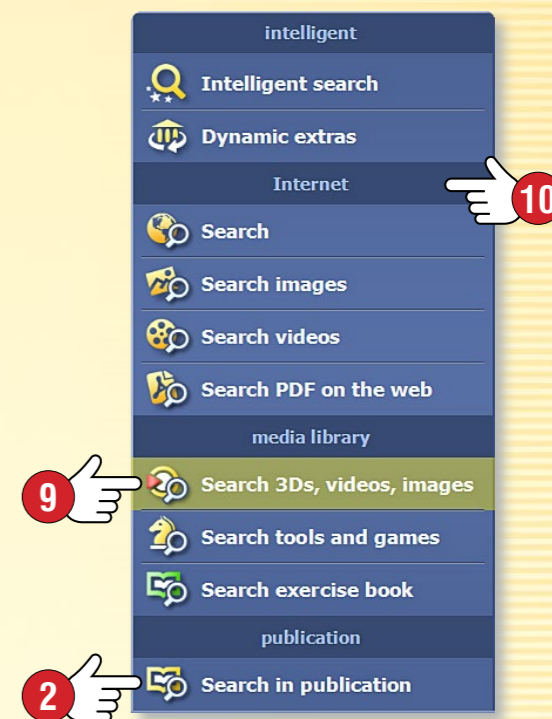 intelligent
Intelligent search
Dynamic extras
Internet
10
Search
Search images
Search videos
Search PDF on the web
media library
9
Search 3Ds, videos, images
Search tools and games
Search exercise book
publication
2
Search in publication